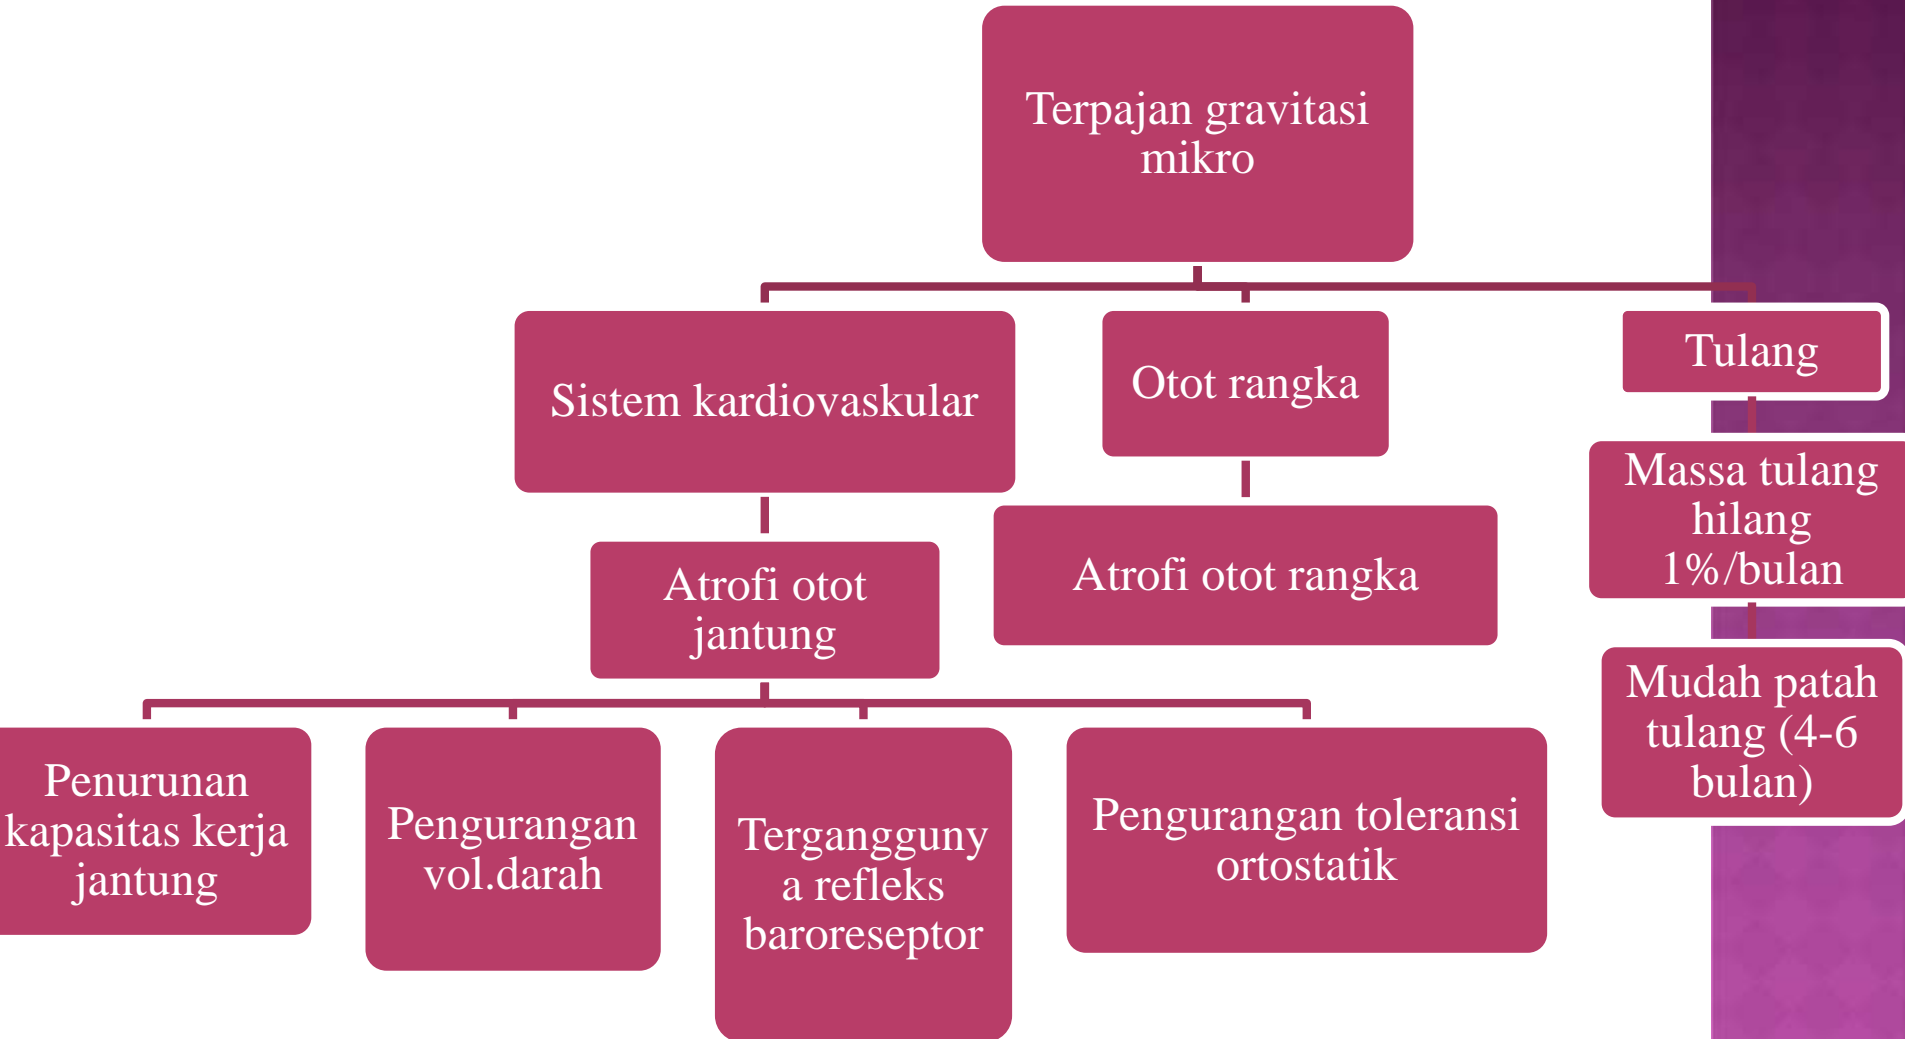 Terpajan gravitasi
mikro
Sistem kardiovaskular
Otot rangka
Tulang
Atrofi otot
jantung
Atrofi otot rangka
Massa tulang
hilang
1%/bulan
Mudah patah
tulang (4-6
bulan)
Penurunan
kapasitas kerja
jantung
Pengurangan
vol.darah
Tergangguny
a refleks
baroreseptor
Pengurangan toleransi
ortostatik